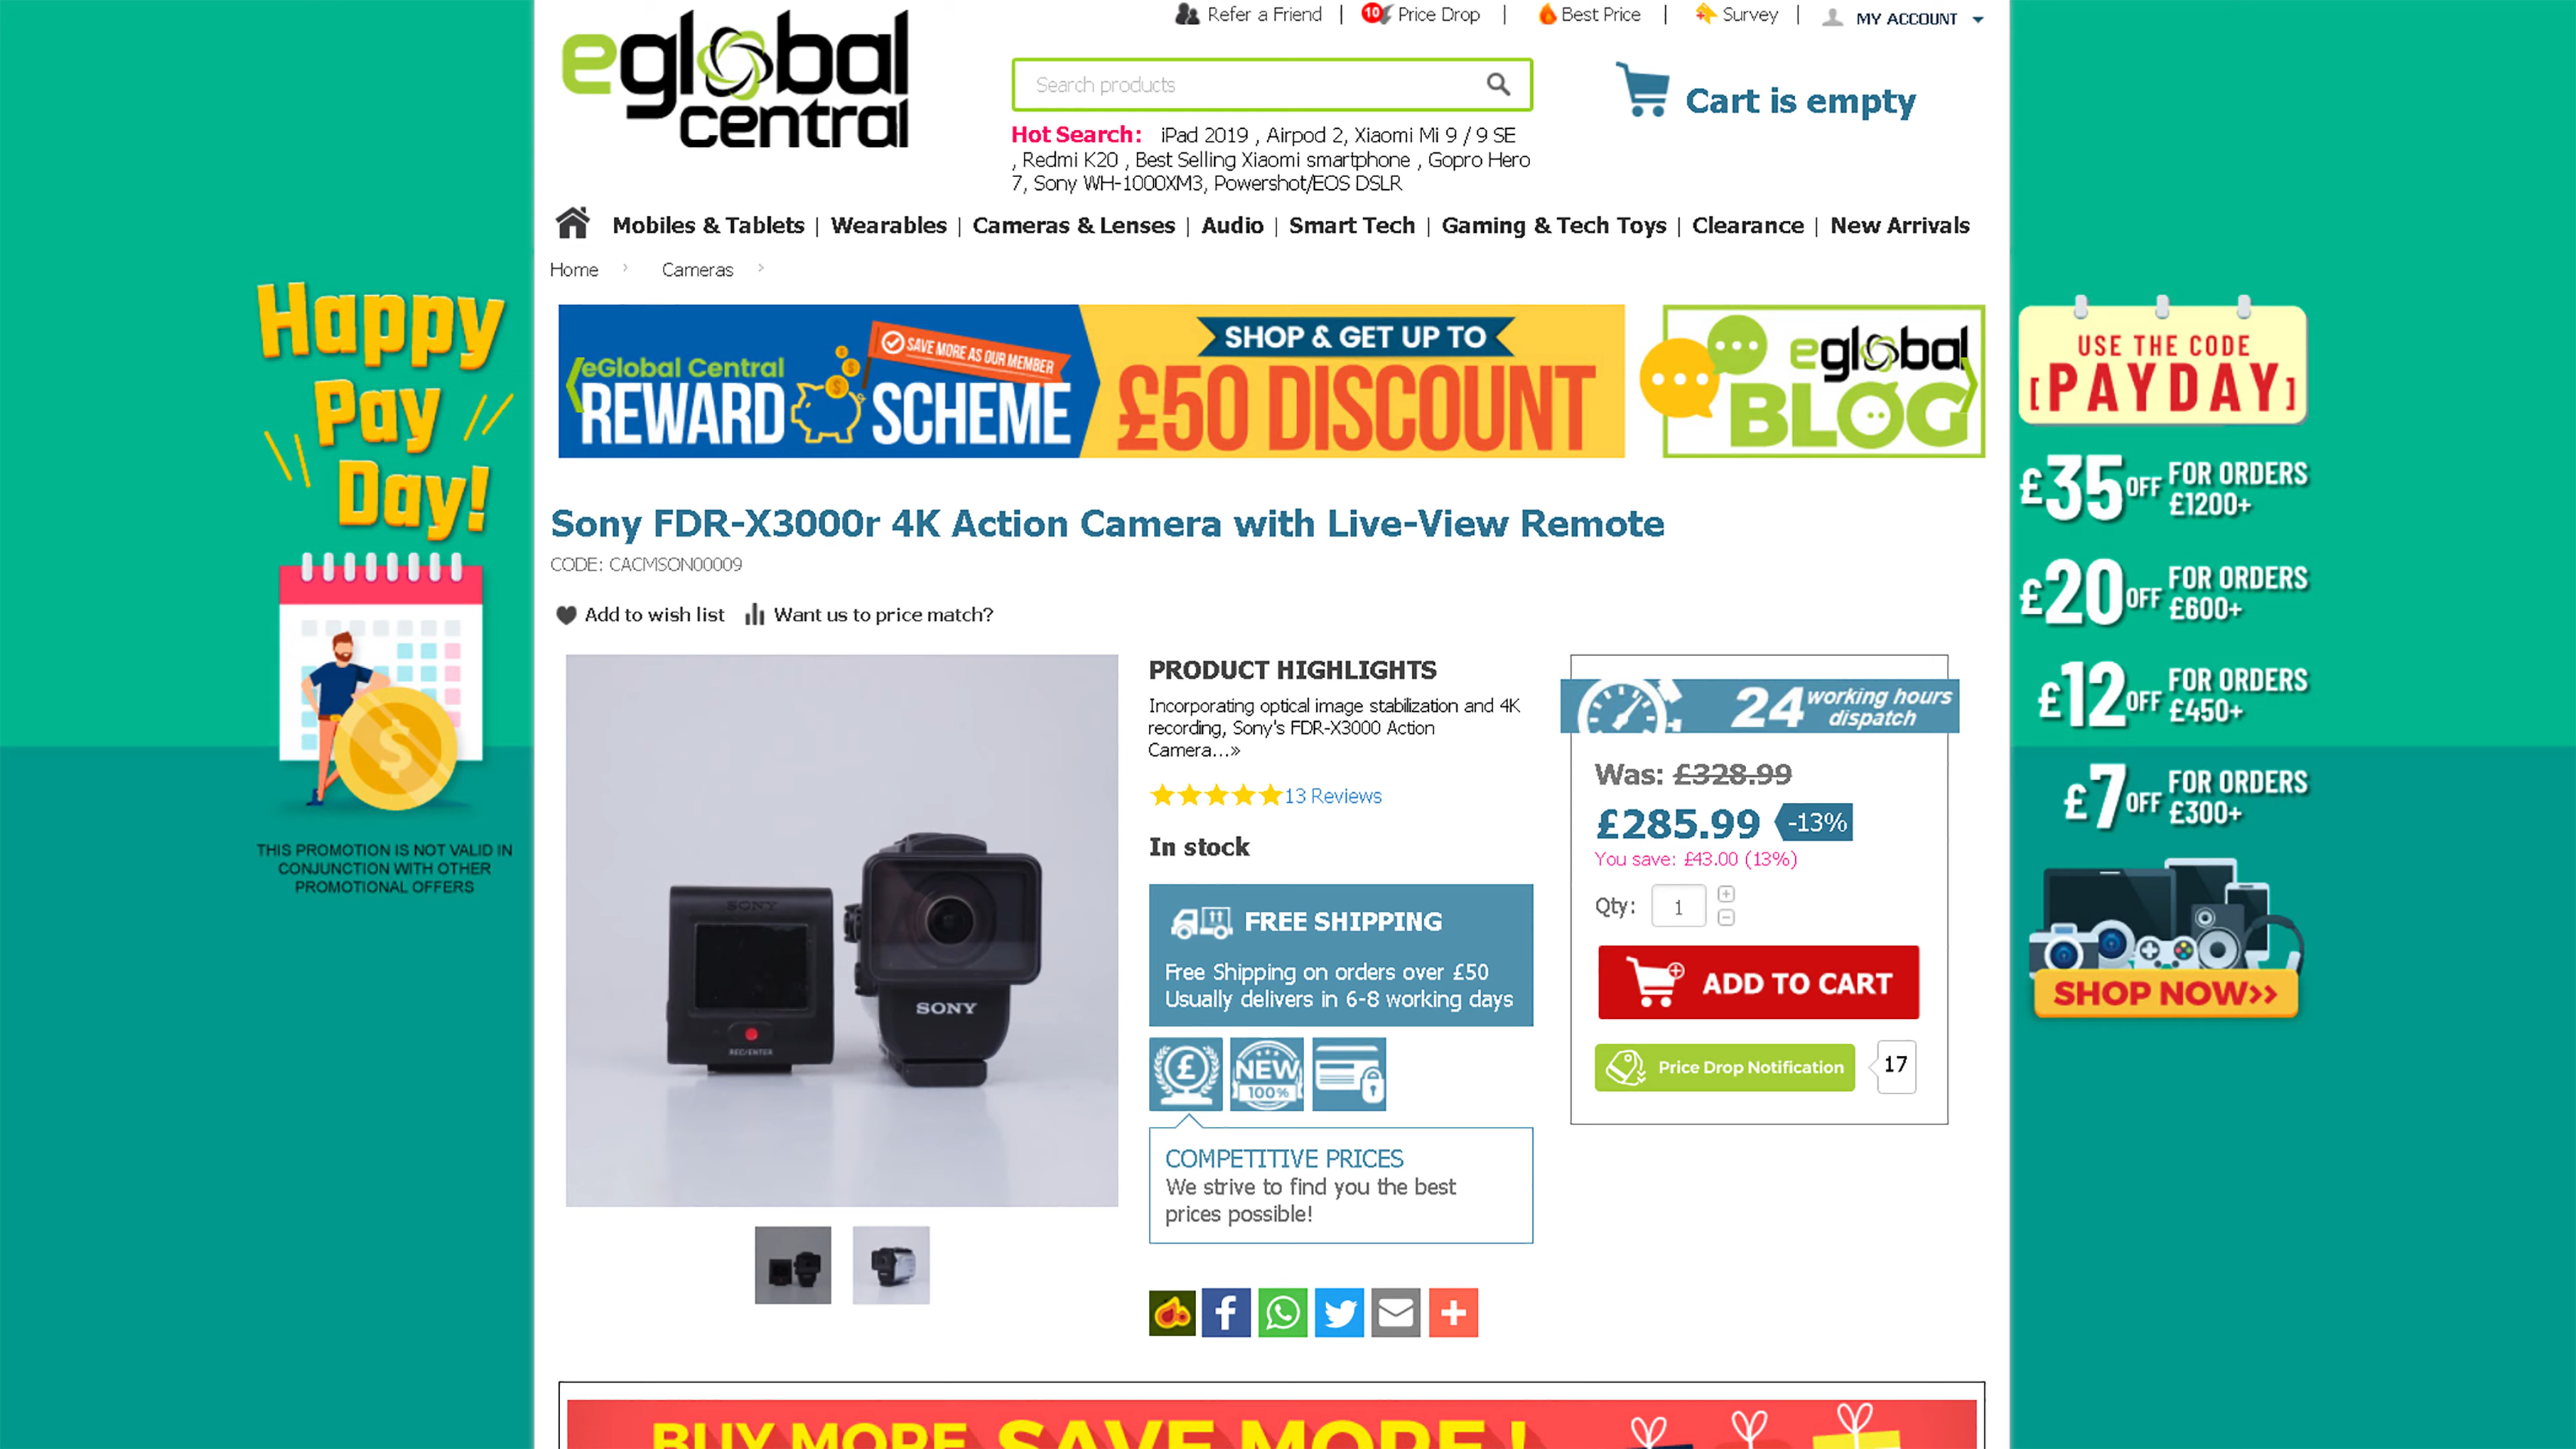 Refer a Friend | 10 Price Drop | Best Price | Survey | MY ACCOUNT
eglobal
central
Search products
Cart is empty
Hot Search: iPad 2019 , Airpod 2, Xiaomi Mi 9 / 9 SE
, Redmi K20 , Best Selling Xiaomi smartphone , Gopro Hero
7, Sony WH-1000XM3, Powershot/EOS DSLR
Mobiles & Tablets | Wearables | Cameras & Lenses | Audio | Smart Tech | Gaming & Tech Toys | Clearance | New Arrivals
Home › Cameras ›
Happy
Pay
Day!
$
THIS PROMOTION IS NOT VALID IN
CONJUNCTION WITH OTHER
PROMOTIONAL OFFERS
eGlobal Central
REWARD SCHEME
SAVE MORE AS OUR MEMBER
SHOP & GET UP TO
£50 DISCOUNT
eglobal
BLOG
Sony FDR-X3000r 4K Action Camera with Live-View Remote
CODE: CACMSON00009
Add to wish list
Want us to price match?
SONY
REC/ENTER
SONY
PRODUCT HIGHLIGHTS
Incorporating optical image stabilization and 4K
recording, Sony's FDR-X3000 Action
Camera...»
13 Reviews
In stock
FREE SHIPPING
Free Shipping on orders over £50
Usually delivers in 6-8 working days
£
NEW
100%
COMPETITIVE PRICES
We strive to find you the best
prices possible!
24 working hours
dispatch
Was: £328.99
£285.99 -13%
You save: £43.00 (13%)
Qty: 1
ADD TO CART
Price Drop Notification 17
USE THE CODE
[PAYDAY]
£35 OFF FOR ORDERS
£1200+
£20 OFF FOR ORDERS
£600+
£12 OFF FOR ORDERS
£450+
£7 OFF FOR ORDERS
£300+
SHOP NOW>>
BUY MORE SAVE MORE !